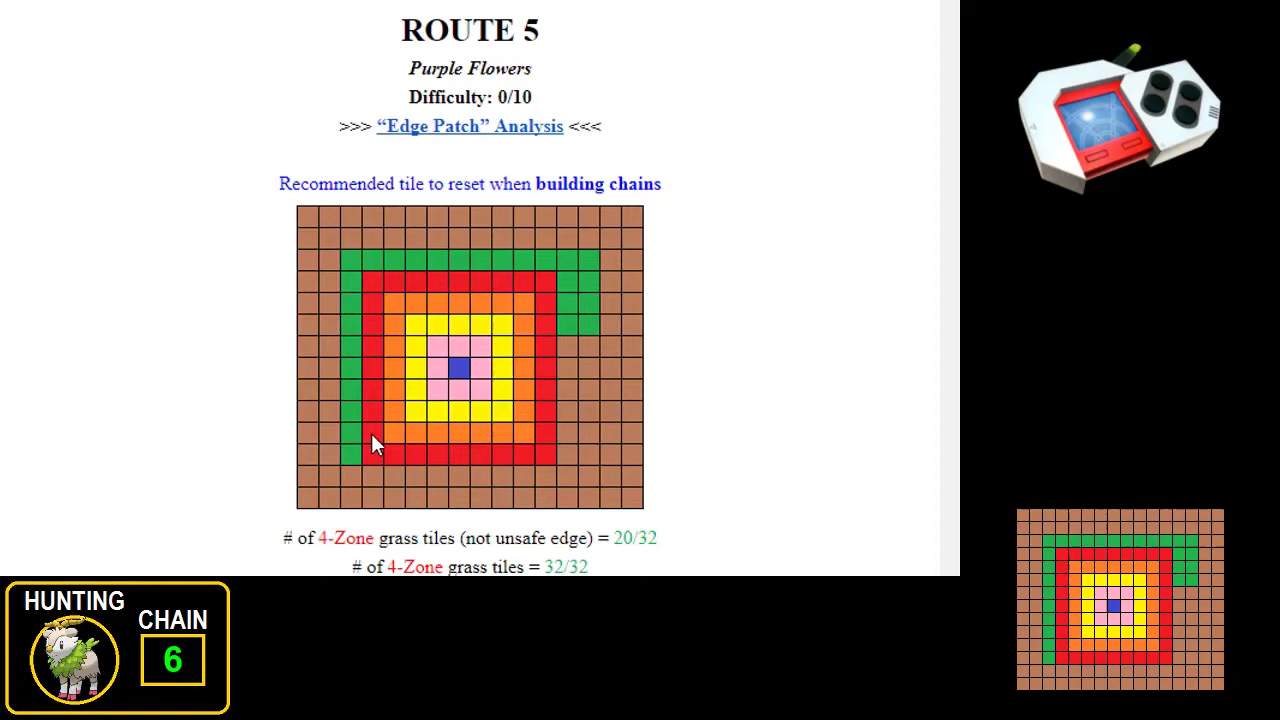 ROUTE 5
Purple Flowers
Difficulty: 0/10
>>> “Edge Patch” Analysis <<<
Recommended tile to reset when building chains
# of 4-Zone grass tiles (not unsafe edge) = 20/32
# of 4-Zone grass tiles = 32/32
HUNTING
CHAIN
6